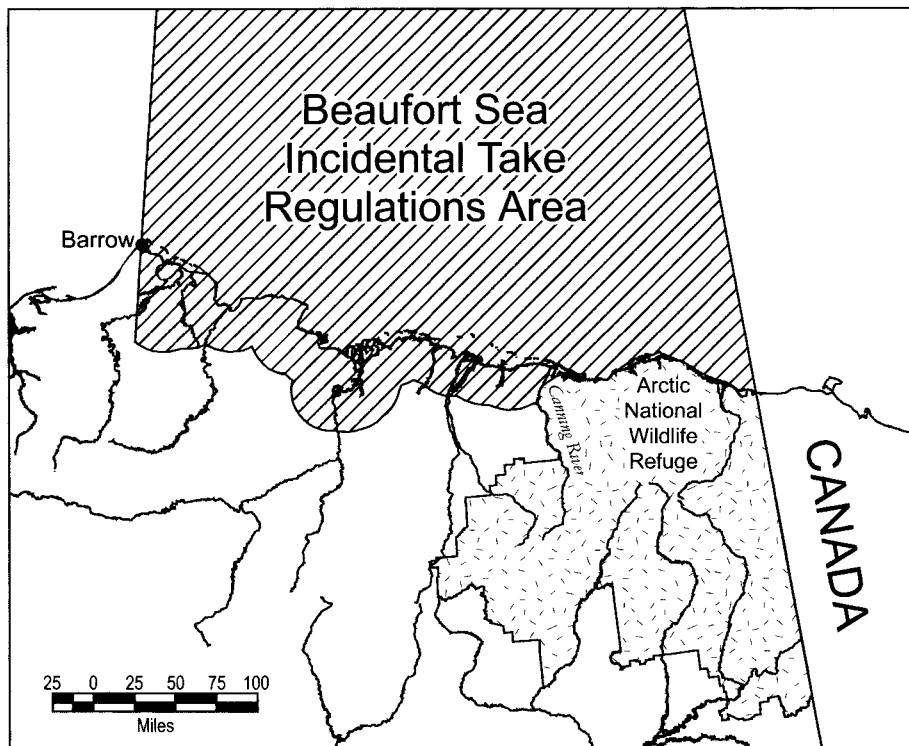 Beaufort Sea
Incidental Take
Regulations Area
Barrow
Arctic
National
Wildlife
Refuge
Canning River
CANADA
25 0 25 50 75 100
Miles